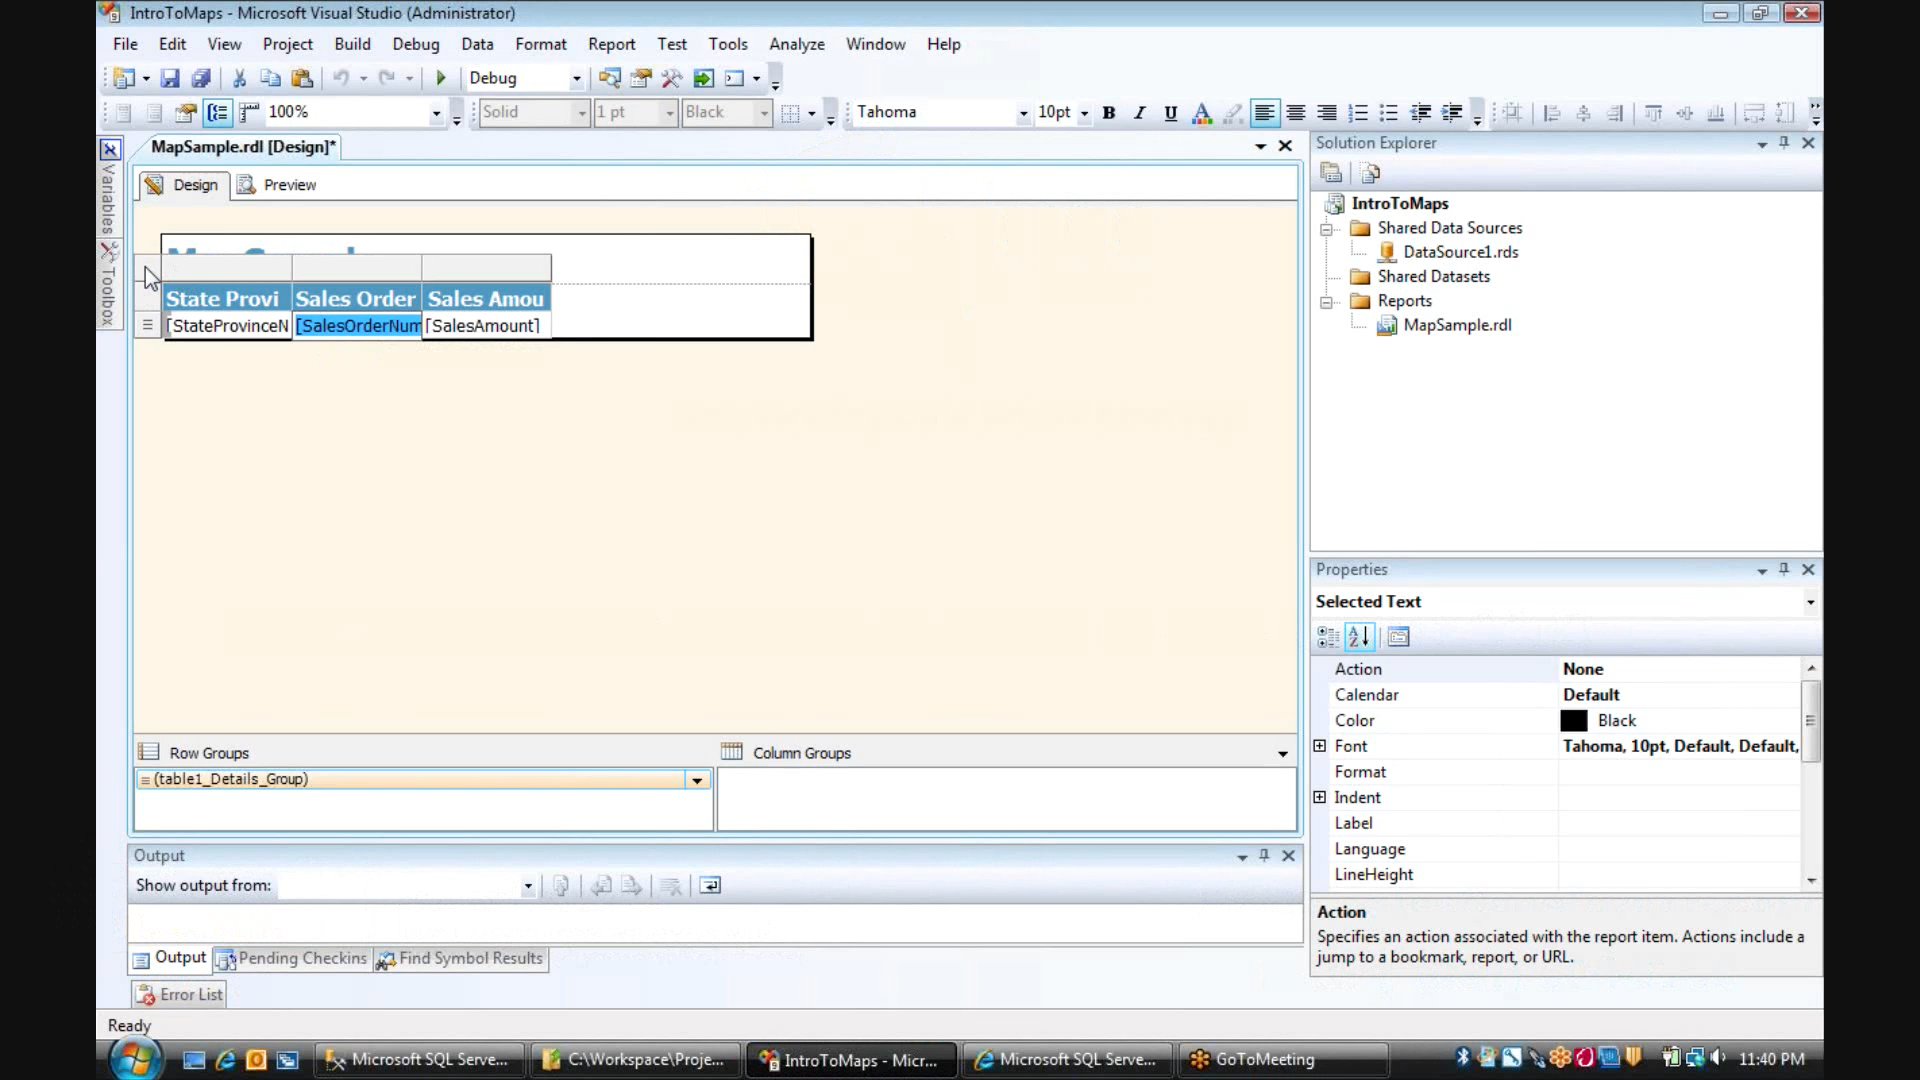 IntroToMaps - Microsoft Visual Studio (Administrator)
File Edit View Project Build Debug Data Format Report Test Tools Analyze Window Help
Debug
100% Solid 1 pt Black Tahoma 10pt B I U A
MapSample.rdl [Design]*
Design Preview
Variables
Toolbox
State Provi Sales Order Sales Amou
[StateProvinceN [SalesOrderNum [SalesAmount]
Row Groups Column Groups
(table1_Details_Group)
Output
Show output from:
Output Pending Checkins Find Symbol Results
Error List
Ready
Solution Explorer
IntroToMaps
Shared Data Sources
DataSource1.rds
Shared Datasets
Reports
MapSample.rdl
Properties
Selected Text
Action None
Calendar Default
Color Black
Font Tahoma, 10pt, Default, Default,
Format
Indent
Label
Language
LineHeight
Action
Specifies an action associated with the report item. Actions include a
jump to a bookmark, report, or URL.
Microsoft SQL Serve... C:\Workspace\Proje... IntroToMaps - Micr... Microsoft SQL Serve... GoToMeeting 11:40 PM